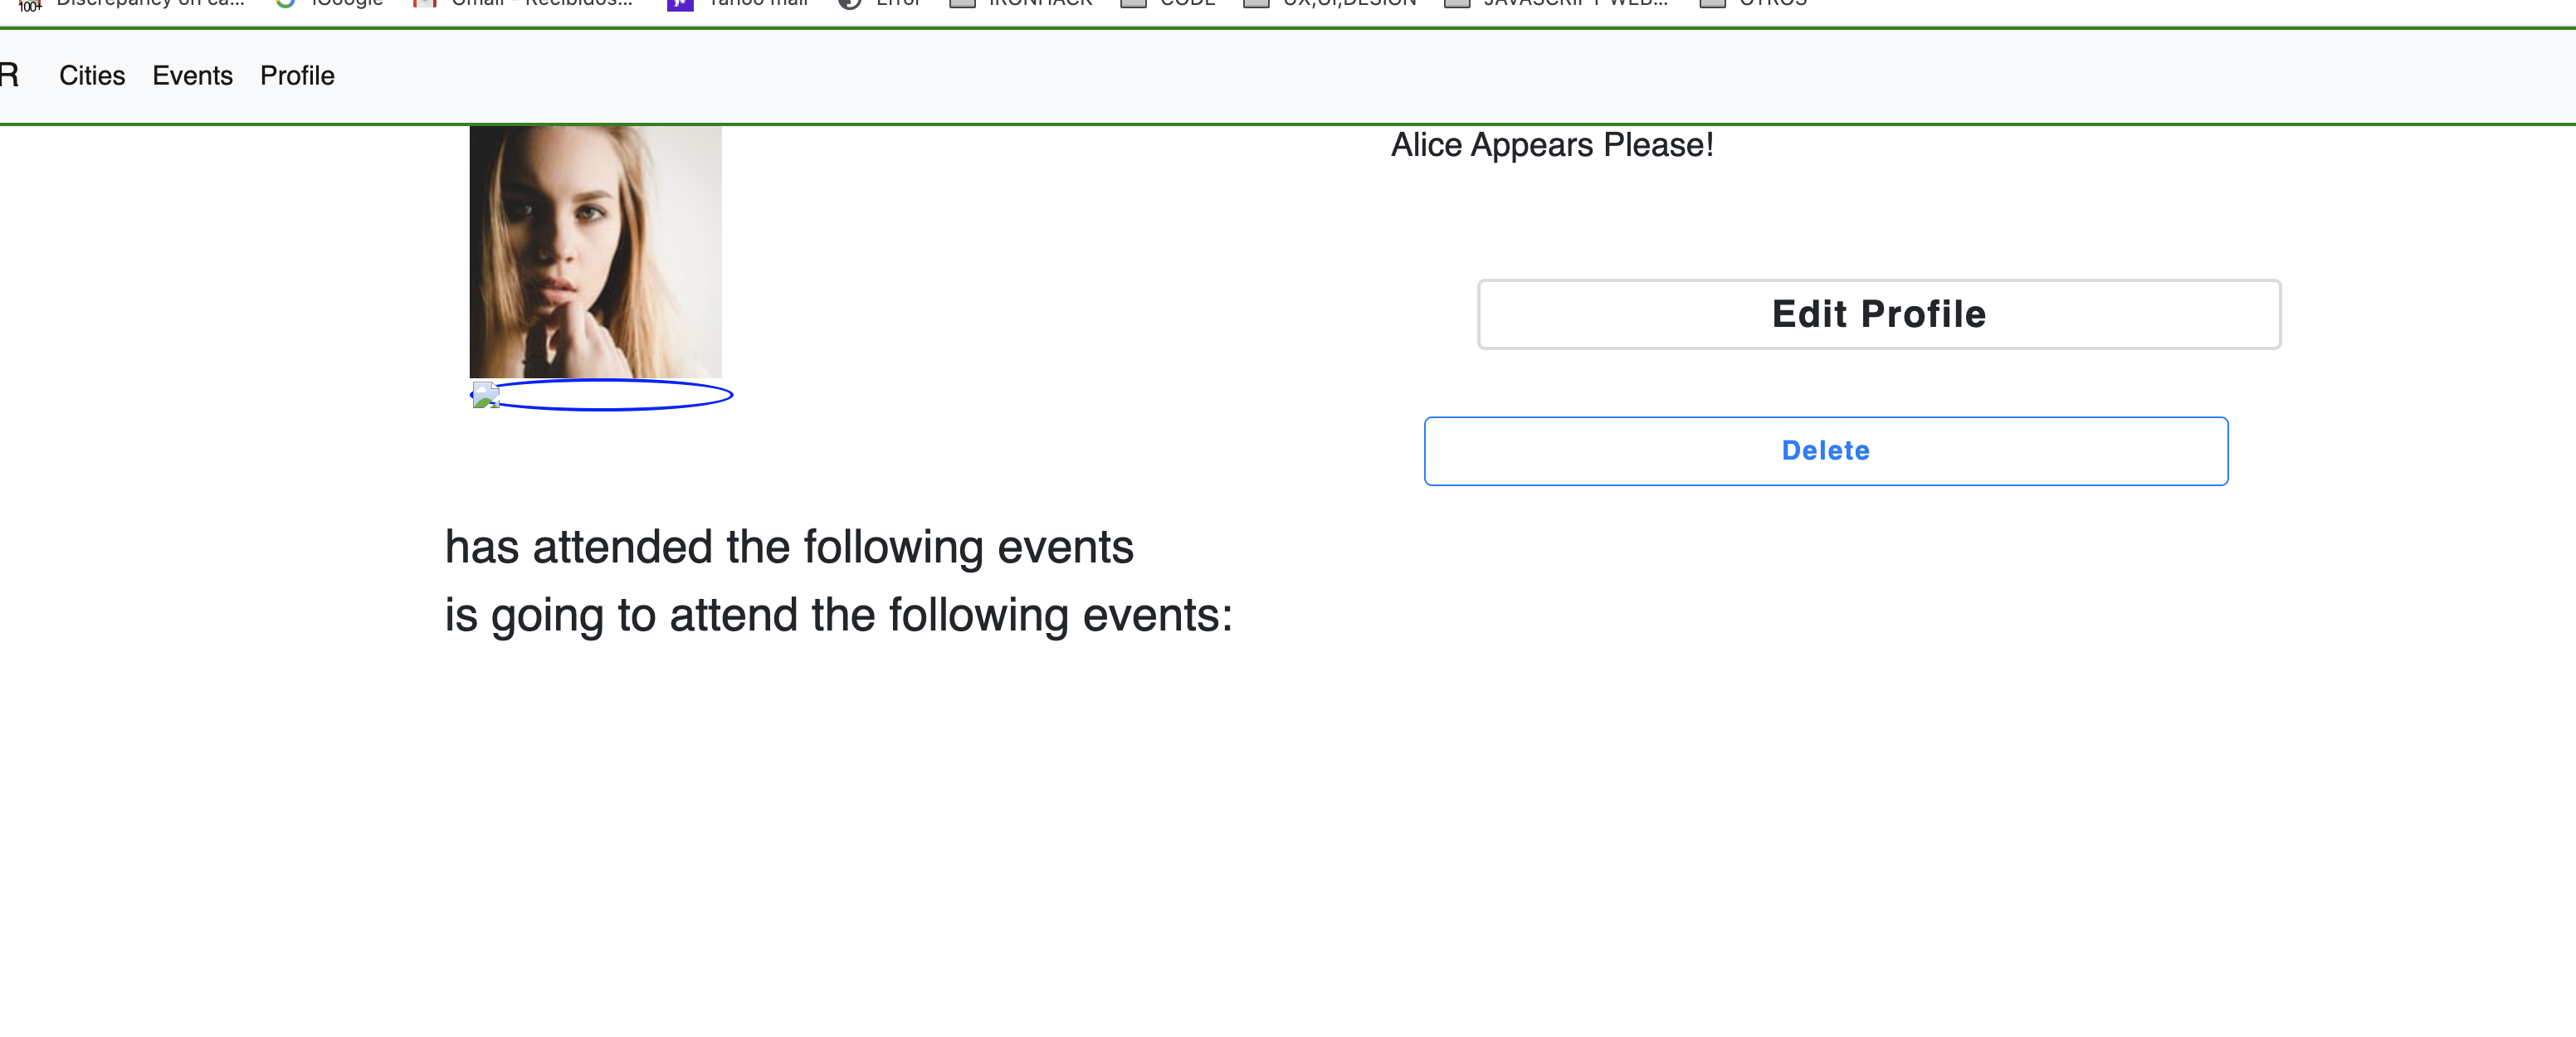 100+ Discrepancy on ca... iGoogle Gmail - Recibidos... Yahoo mail Error IRONHACK CODE UX,UI,DESIGN JAVASCRIPT WEB... OTROS
R Cities Events Profile
Alice Appears Please!
Edit Profile
Delete
has attended the following events
is going to attend the following events: